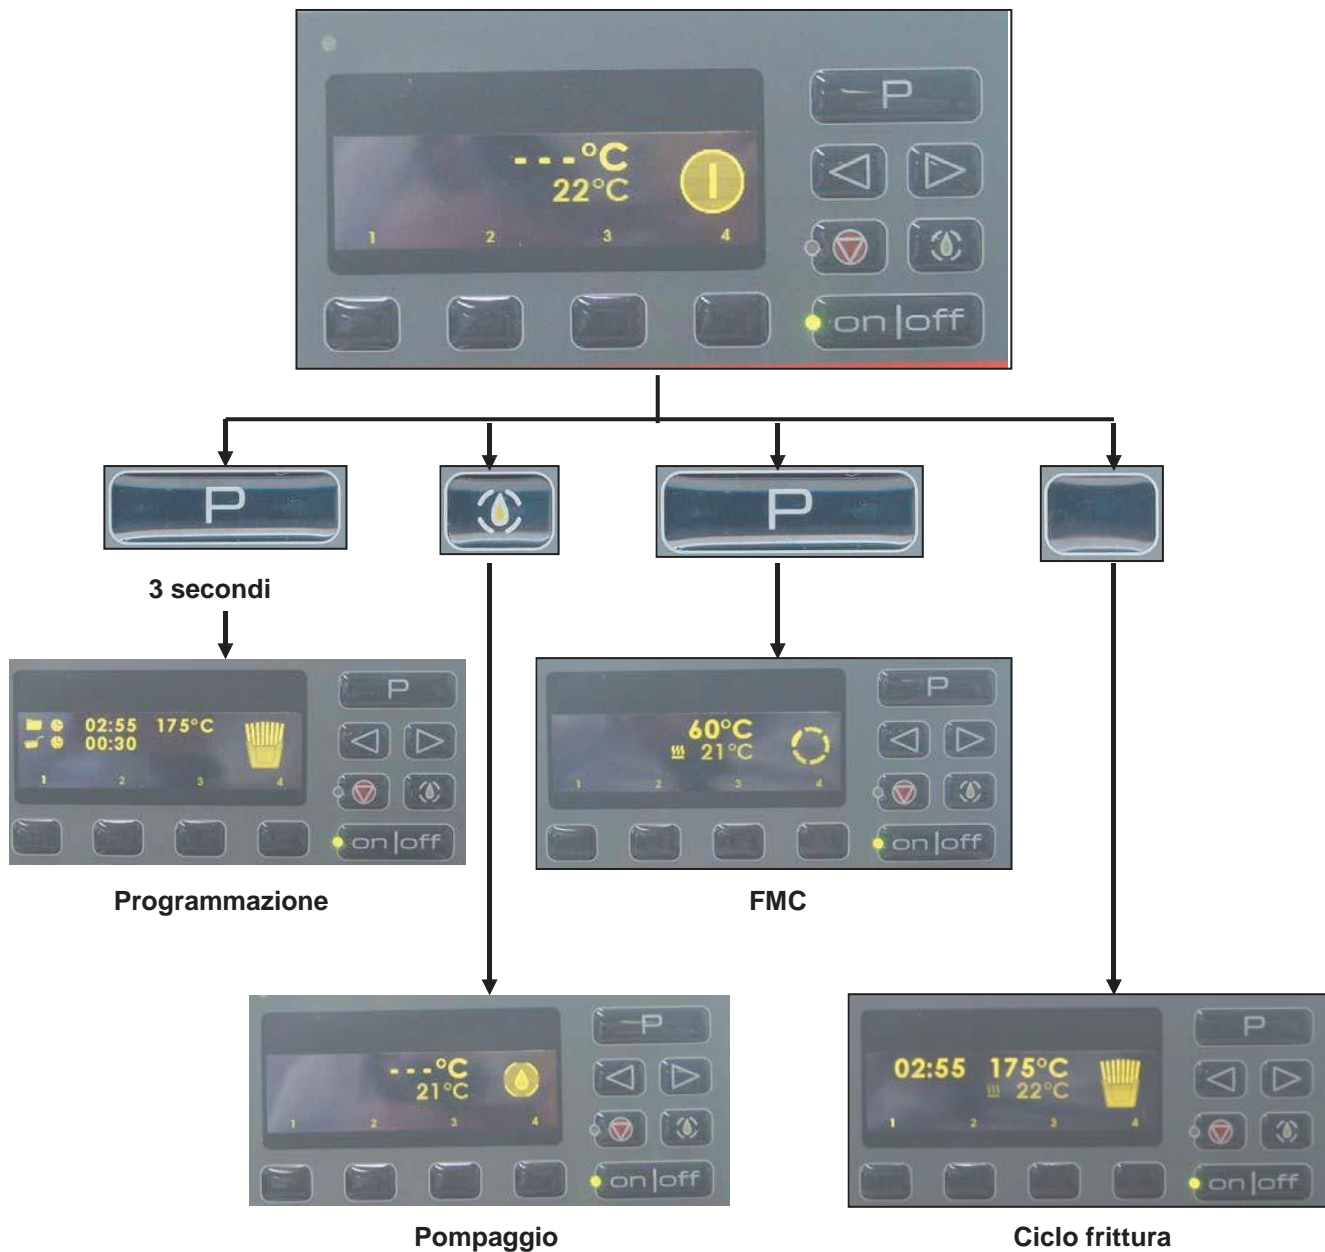 ---°C
22°C
1 2 3 4
P
on|off
P
P
3 secondi
02:55 175°C
00:30
1 2 3 4
P
on|off
Programmazione
60°C
21°C
1 2 3 4
P
on|off
FMC
---°C
21°C
1 2 3 4
P
on|off
Pompaggio
02:55 175°C
22°C
1 2 3 4
P
on|off
Ciclo frittura